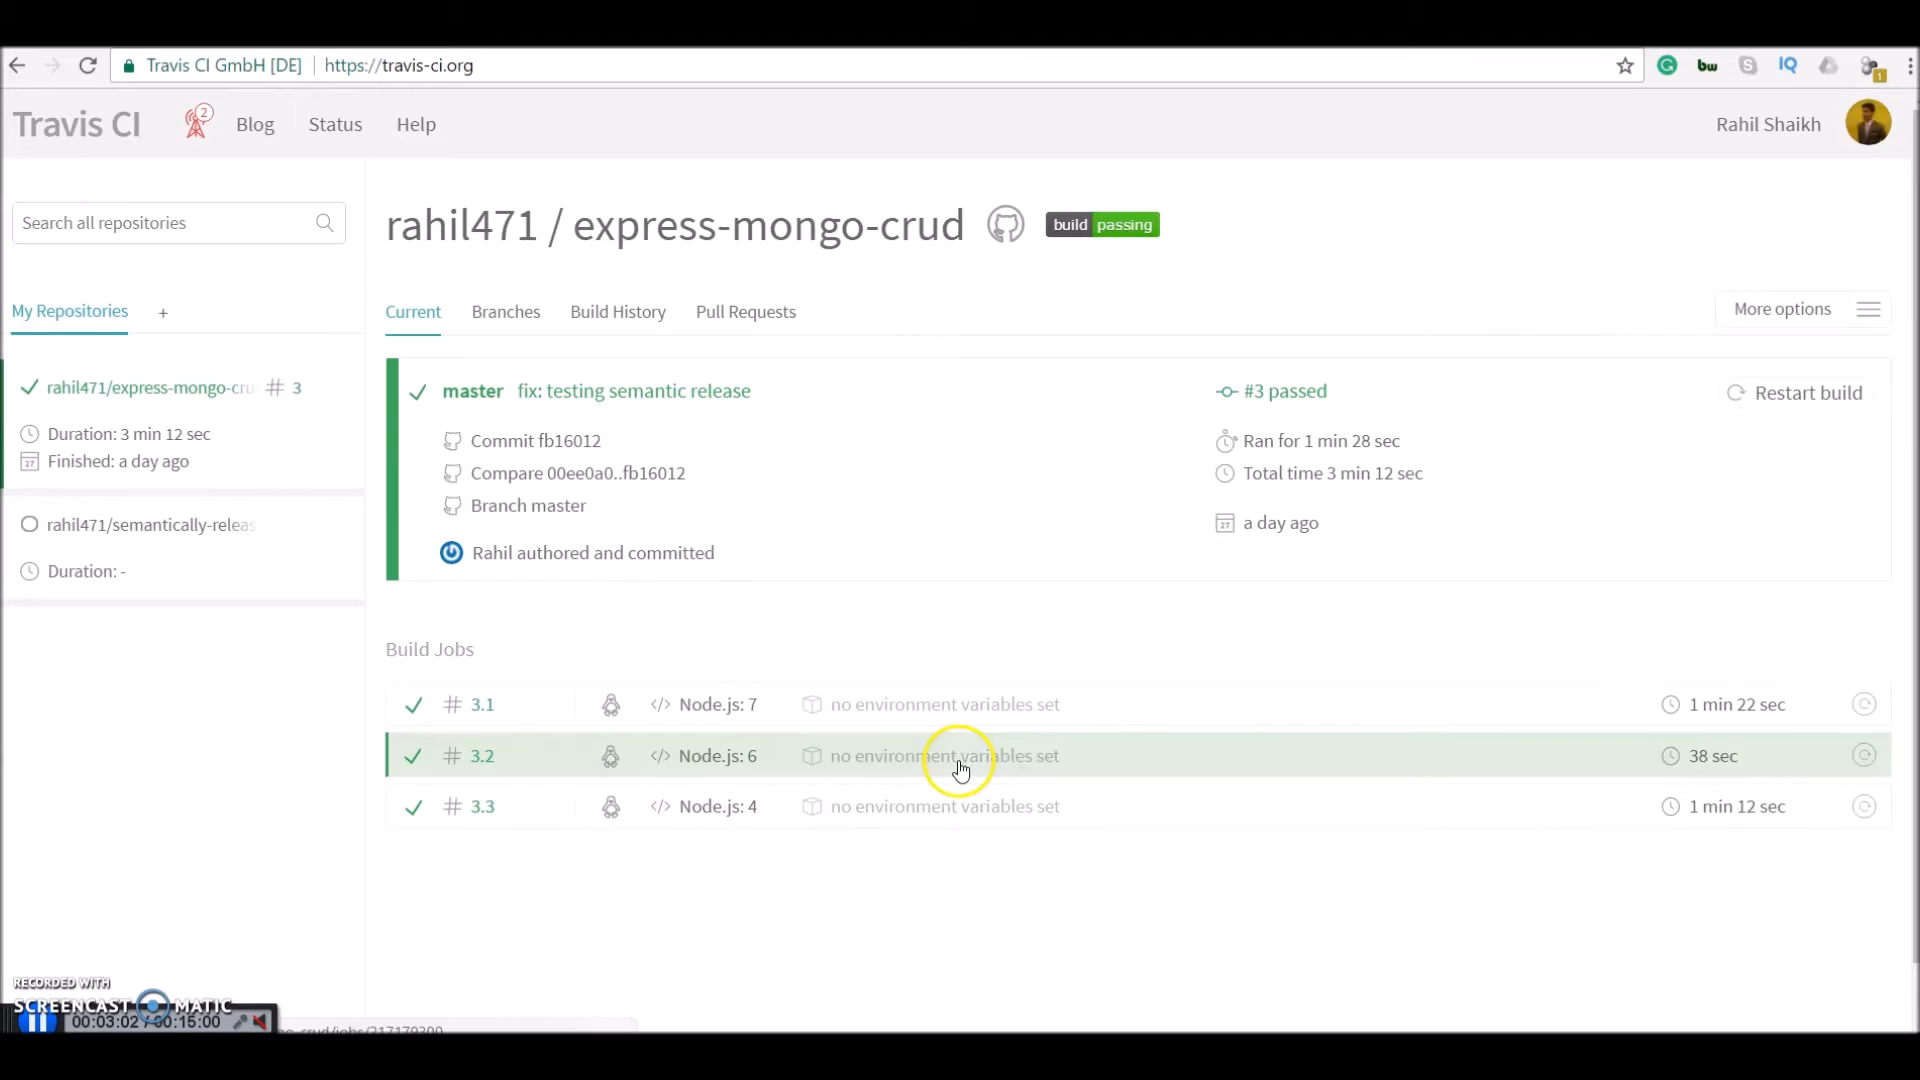 Travis CI GmbH [DE] https://travis-ci.org
bw IQ 1
Travis CI 2 Blog Status Help Rahil Shaikh
rahil471 / express-mongo-crud build passing
Search all repositories
My Repositories +
Current Branches Build History Pull Requests More options
rahil471/express-mongo-cru # 3
Duration: 3 min 12 sec
Finished: a day ago
rahil471/semantically-releas
Duration: -
master fix: testing semantic release #3 passed Restart build
Commit fb16012 Ran for 1 min 28 sec
Compare 00ee0a0..fb16012 Total time 3 min 12 sec
Branch master
27 a day ago
Rahil authored and committed
Build Jobs
# 3.1 </> Node.js: 7 no environment variables set 1 min 22 sec
# 3.2 </> Node.js: 6 no environment variables set 38 sec
# 3.3 </> Node.js: 4 no environment variables set 1 min 12 sec
RECORDED WITH
SCREENCAST MATIC
00:03:02 / 00:15:00